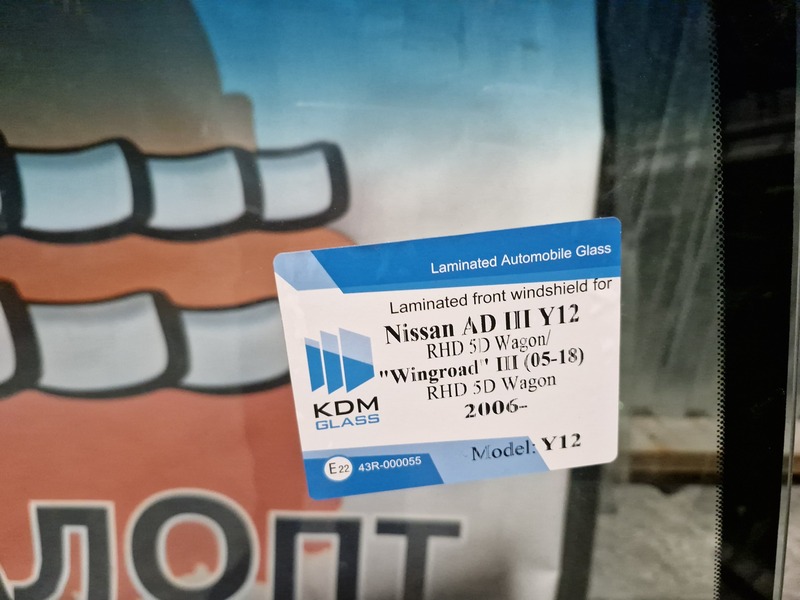 Laminated Automobile Glass
Laminated front windshield for
Nissan AD III Y12
RHD 5D Wagon/
"Wingroad" III (05-18)
RHD 5D Wagon
2006-
KDM
GLASS
E22 43R-000055
Model: Y12
ЛОПТ